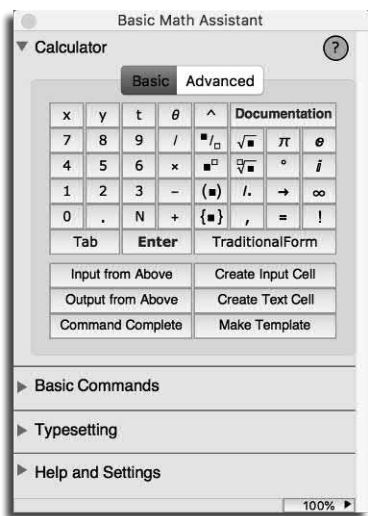 Basic Math Assistant
Calculator ?
Basic Advanced
x y t θ ^ Documentation
7 8 9 / ■/□ √■ π e
4 5 6 × ■□ □√■ ° i
1 2 3 − (■) /. → ∞
0 . N + {■} , = !
Tab Enter TraditionalForm
Input from Above Create Input Cell
Output from Above Create Text Cell
Command Complete Make Template
Basic Commands
Typesetting
Help and Settings
100%